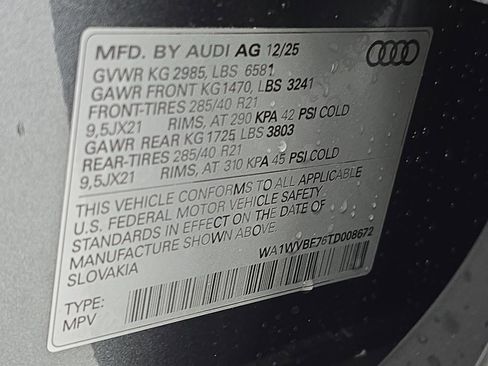 MFD. BY AUDI AG 12/25
GVWR KG 2985, LBS 6581
GAWR FRONT KG1470, LBS 3241
FRONT-TIRES 285/40 R21
9,5JX21 RIMS, AT 290 KPA 42 PSI COLD
GAWR REAR KG1725 LBS 3803
REAR-TIRES 285/40 R21
9,5JX21 RIMS, AT 310 KPA 45 PSI COLD
THIS VEHICLE CONFORMS TO ALL APPLICABLE
U.S. FEDERAL MOTOR VEHICLE SAFETY
STANDARDS IN EFFECT ON THE DATE OF
MANUFACTURE SHOWN ABOVE.
SLOVAKIA
WA1WVBF76TD008672
TYPE:
MPV